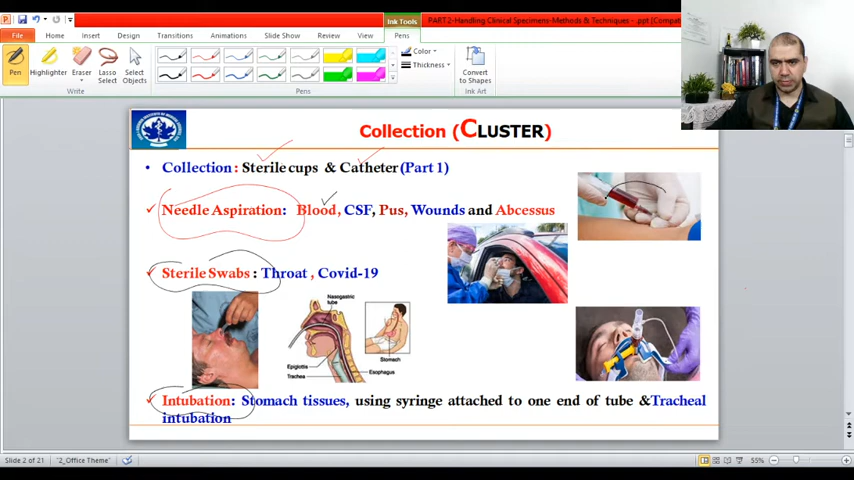 Ink Tools
PART.2-Handling Clinical Specimens-Methods & Techniques - .ppt [Compati
File Home Insert Design Transitions Animations Slide Show Review View Pens
Pen Highlighter Eraser Lasso Select Select Objects
Color
Thickness
Convert to Shapes
Write Pens Ink Art
Collection (CLUSTER)
• Collection : Sterile cups & Catheter (Part 1)
Needle Aspiration: Blood, CSF, Pus, Wounds and Abcessus
Sterile Swabs : Throat , Covid-19
Nasogastric tube
Epiglottis
Trachea
Stomach
Esophagus
Intubation: Stomach tissues, using syringe attached to one end of tube &Tracheal
intubation
Slide 2 of 21 "2_Office Theme" 55%